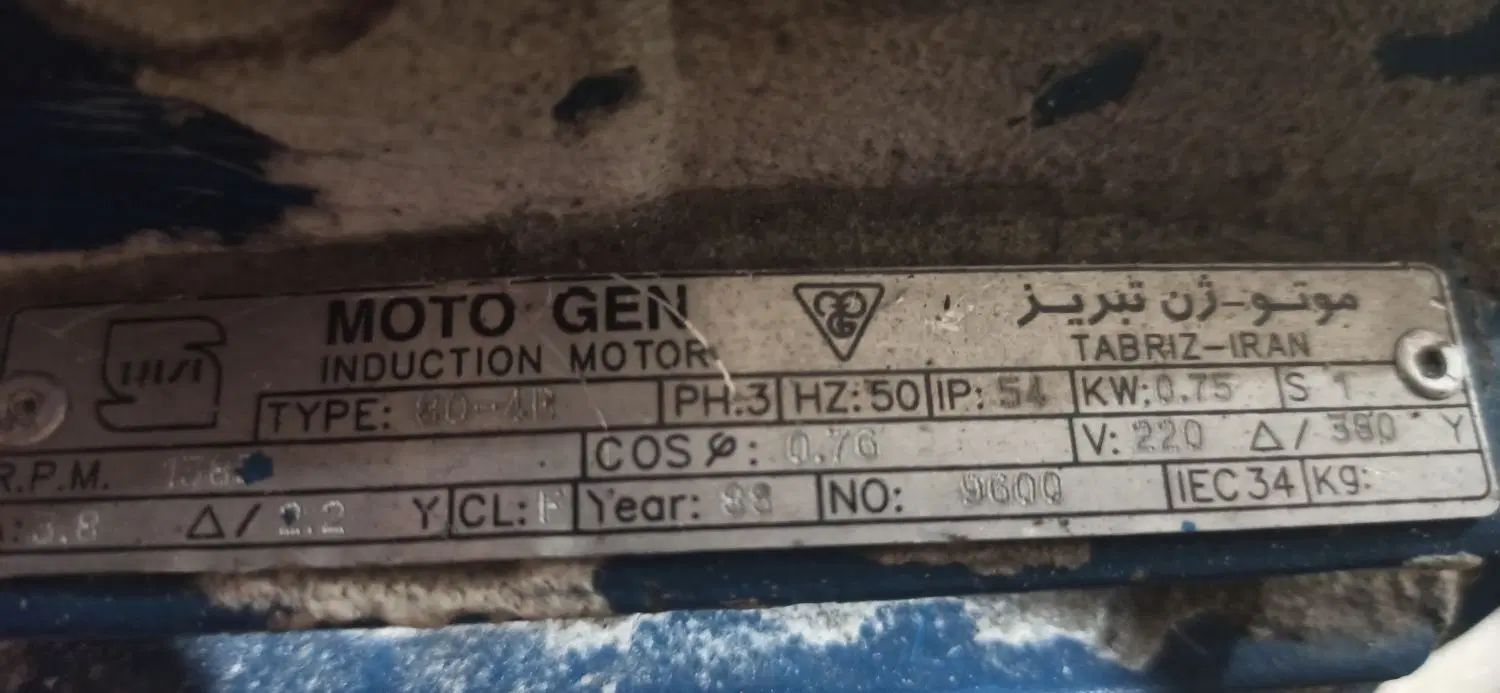 MOTO GEN موتو-ژن تبریز
INDUCTION MOTOR TABRIZ-IRAN
TYPE: 80-4B PH:3 HZ:50 IP:54 KW:0.75 S 1
R.P.M. COS φ: 0.76 V: 220 Δ/ 380 Y
A:3.8 Δ/ 2.2 Y CL:F Year: 88 NO: 9600 IEC34 Kg: